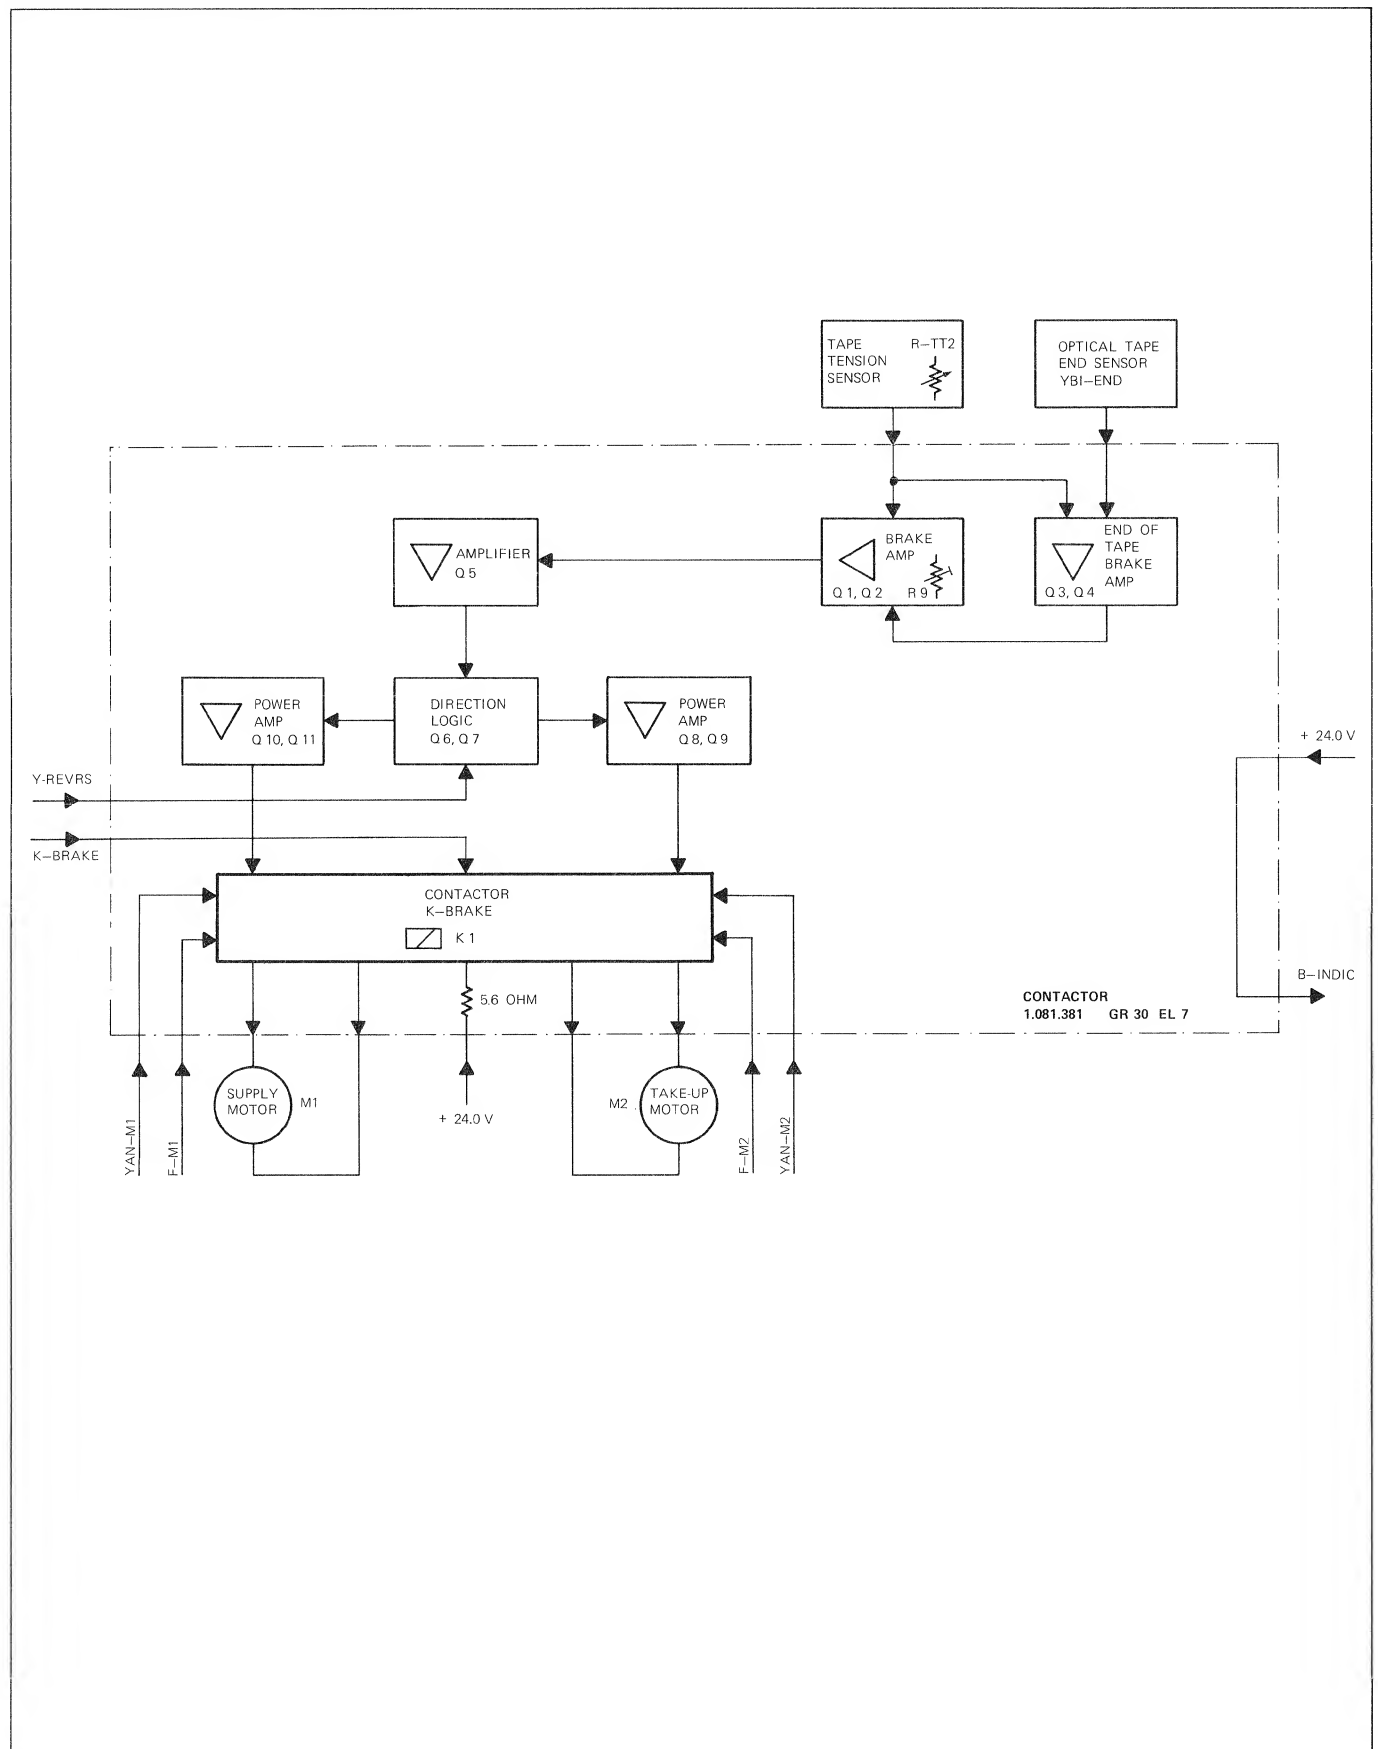 TAPE
TENSION
SENSOR
R–TT2
OPTICAL TAPE
END SENSOR
YBI–END
AMPLIFIER
Q 5
BRAKE
AMP
Q 1, Q 2
R 9
END OF
TAPE
BRAKE
AMP
Q 3, Q 4
POWER
AMP
Q 10, Q 11
DIRECTION
LOGIC
Q 6, Q 7
POWER
AMP
Q 8, Q 9
+ 24.0 V
Y-REVRS
K–BRAKE
CONTACTOR
K–BRAKE
K 1
B–INDIC
5.6 OHM
CONTACTOR
1.081.381 GR 30 EL 7
SUPPLY
MOTOR
M1
+ 24.0 V
M2
TAKE-UP
MOTOR
YAN–M1
F–M1
F–M2
YAN–M2